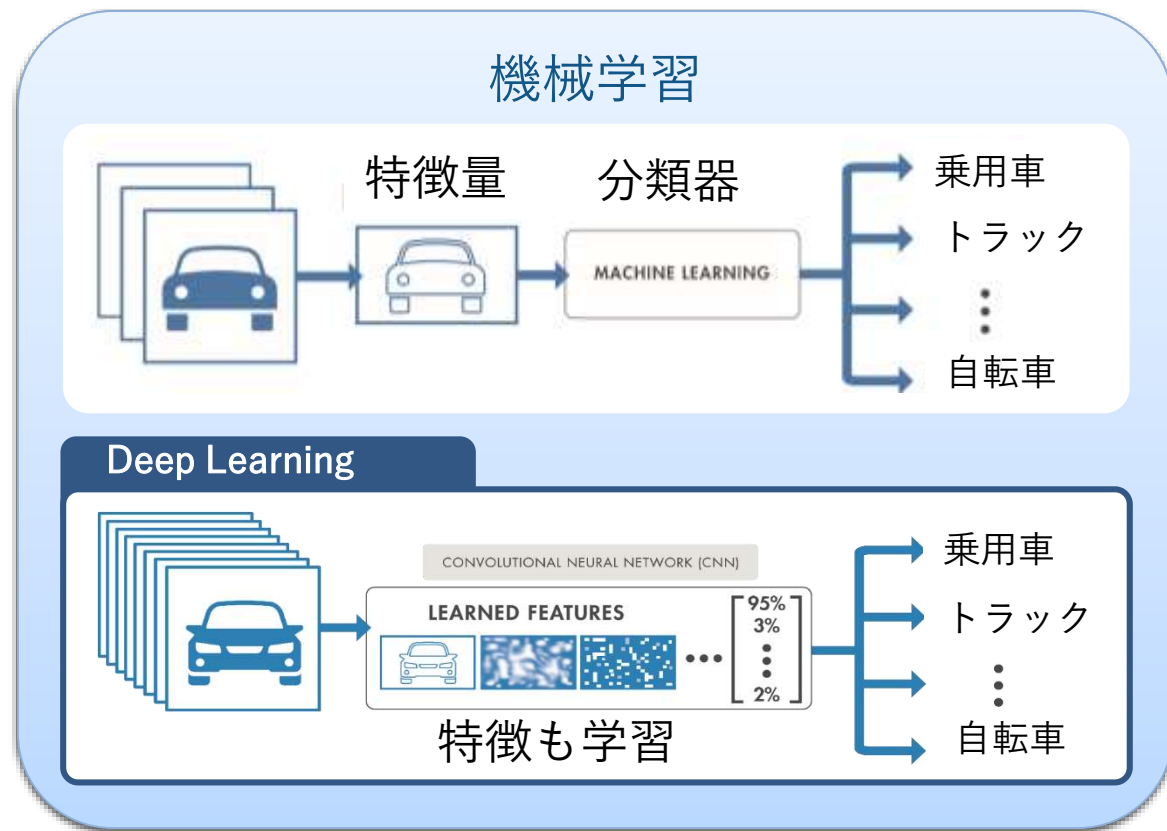 機械学習
特徴量
分類器
MACHINE LEARNING
乗用車
トラック
自転車
Deep Learning
CONVOLUTIONAL NEURAL NETWORK (CNN)
LEARNED FEATURES
95%
3%
2%
特徴も学習
乗用車
トラック
自転車